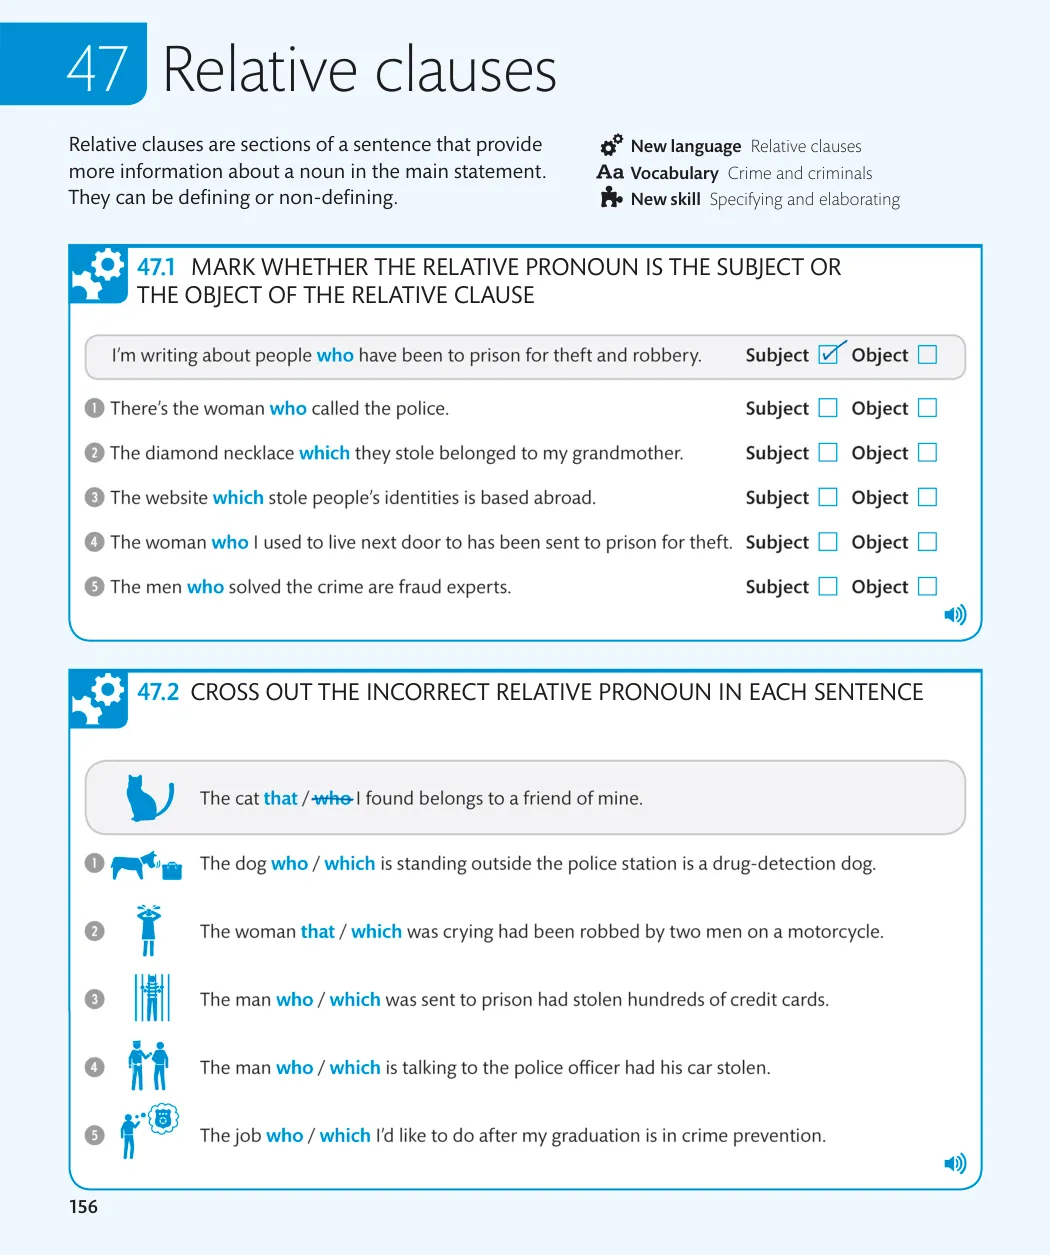 47 Relative clauses
Relative clauses are sections of a sentence that provide
more information about a noun in the main statement.
They can be defining or non-defining.
New language Relative clauses
Aa Vocabulary Crime and criminals
New skill Specifying and elaborating
47.1 MARK WHETHER THE RELATIVE PRONOUN IS THE SUBJECT OR
THE OBJECT OF THE RELATIVE CLAUSE
I’m writing about people who have been to prison for theft and robbery. Subject Object
1 There’s the woman who called the police. Subject Object
2 The diamond necklace which they stole belonged to my grandmother. Subject Object
3 The website which stole people’s identities is based abroad. Subject Object
4 The woman who I used to live next door to has been sent to prison for theft. Subject Object
5 The men who solved the crime are fraud experts. Subject Object
47.2 CROSS OUT THE INCORRECT RELATIVE PRONOUN IN EACH SENTENCE
The cat that / who I found belongs to a friend of mine.
1 The dog who / which is standing outside the police station is a drug-detection dog.
2 The woman that / which was crying had been robbed by two men on a motorcycle.
3 The man who / which was sent to prison had stolen hundreds of credit cards.
4 The man who / which is talking to the police officer had his car stolen.
5 The job who / which I’d like to do after my graduation is in crime prevention.
156